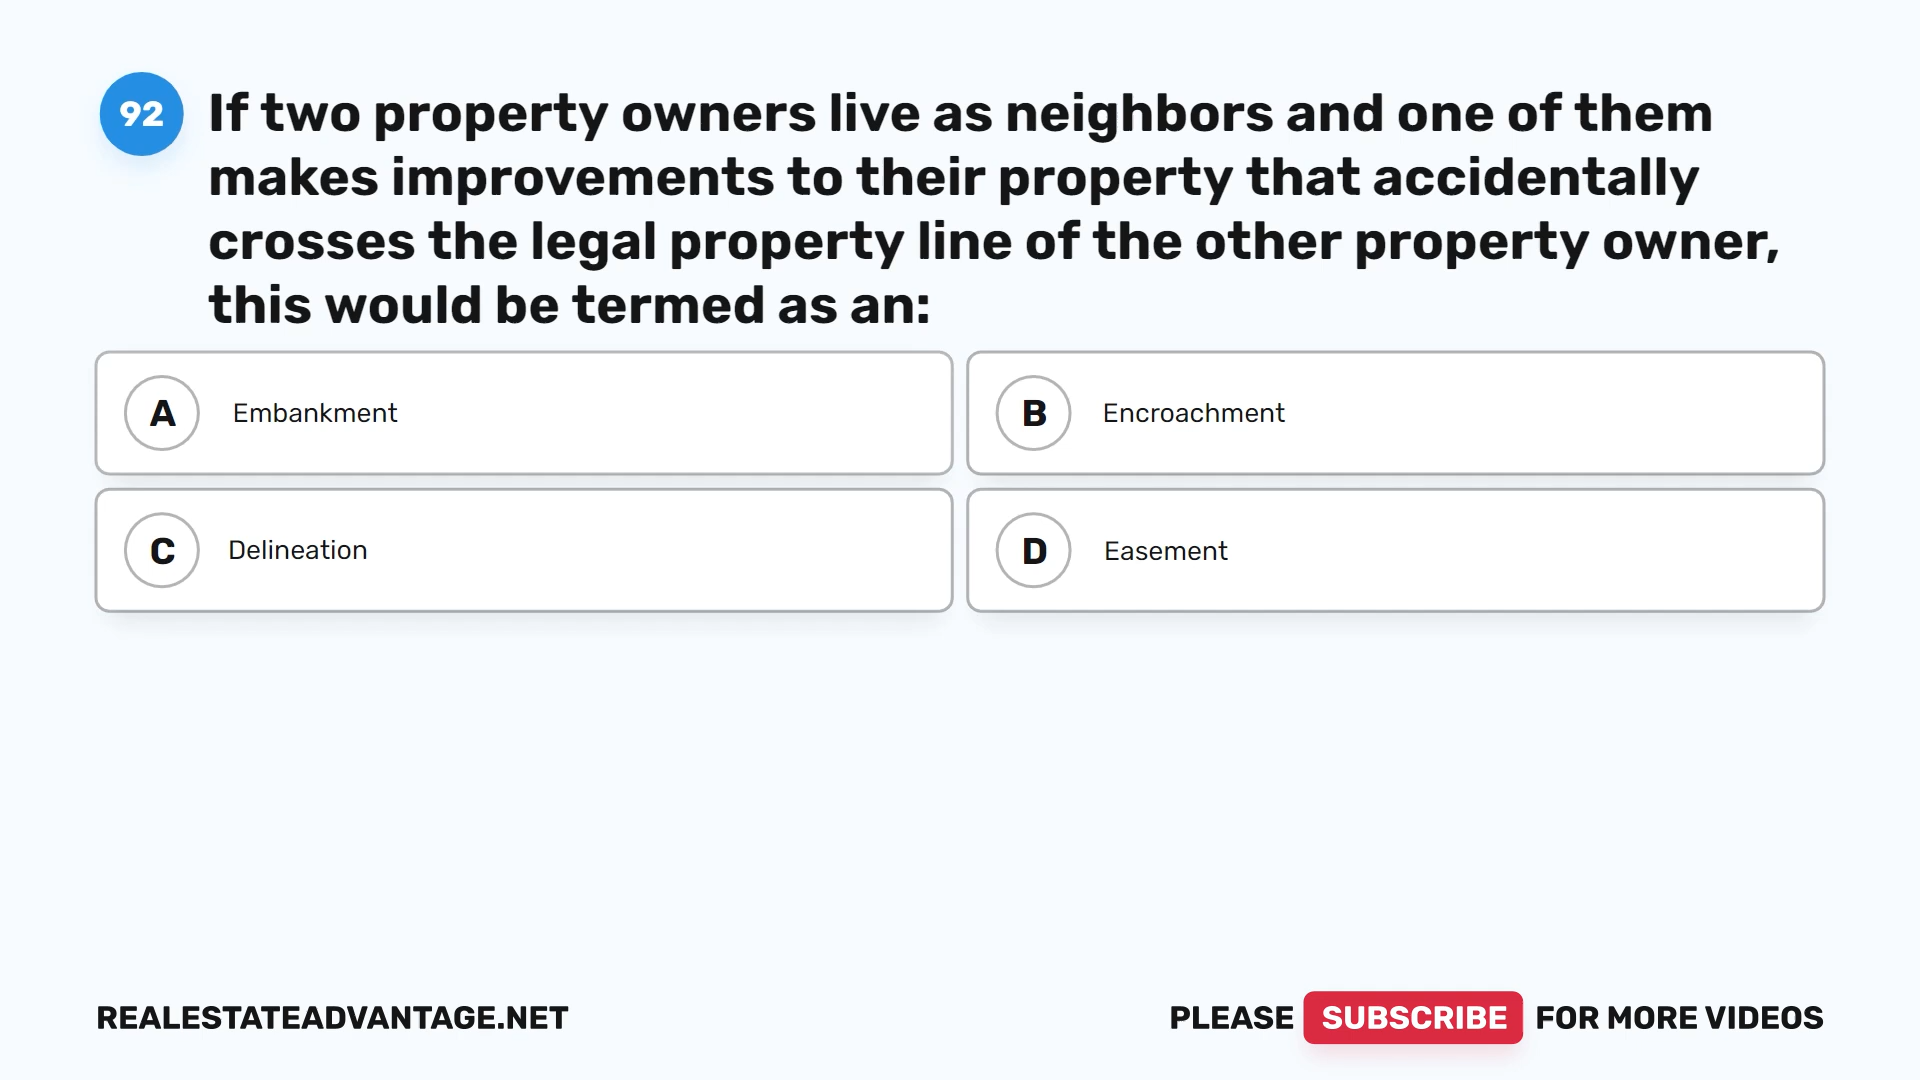 92
If two property owners live as neighbors and one of them
makes improvements to their property that accidentally
crosses the legal property line of the other property owner,
this would be termed as an:
A Embankment
B Encroachment
C Delineation
D Easement
REALESTATEADVANTAGE.NET
PLEASE SUBSCRIBE FOR MORE VIDEOS